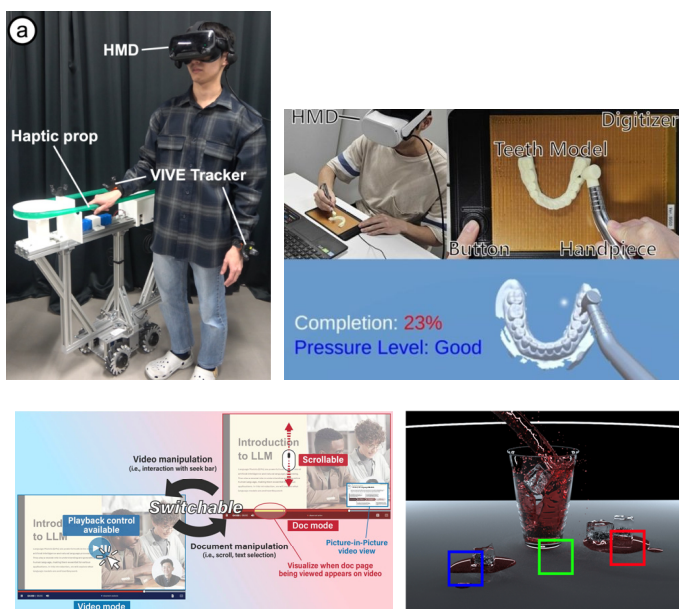 a
HMD
Haptic prop
VIVE Tracker
HMD
Digitizer
Teeth Model
Button
Handpiece
Completion: 23%
Pressure Level: Good
Introduction
to LLM
Scrollable
Video manipulation
(i.e., interaction with seek bar)
Switchable
Doc mode
Introd
to LL
Playback control
available
Document manipulation
(i.e., scroll, text selection)
Picture-in-Picture
video view
Visualize when doc page
being viewed appears on video
Video mode